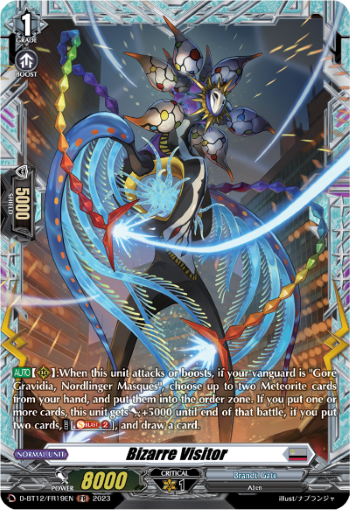 1
GRADE
BOOST
5000
SHIELD
AUTO【R】:When this unit attacks or boosts, if your vanguard is "Gore
Gravidia, Nordlinger Masques", choose up to two Meteorite cards
from your hand, and put them into the order zone. If you put one or
more cards, this unit gets +5000 until end of that battle, if you put
two cards, [BLAST 2], and draw a card.
NORMAL UNIT
Bizarre Visitor
POWER 8000
CRITICAL
1
Brandt Gate
Alien
D-BT12/FR19EN FR 2023
illust/ナブランジャ